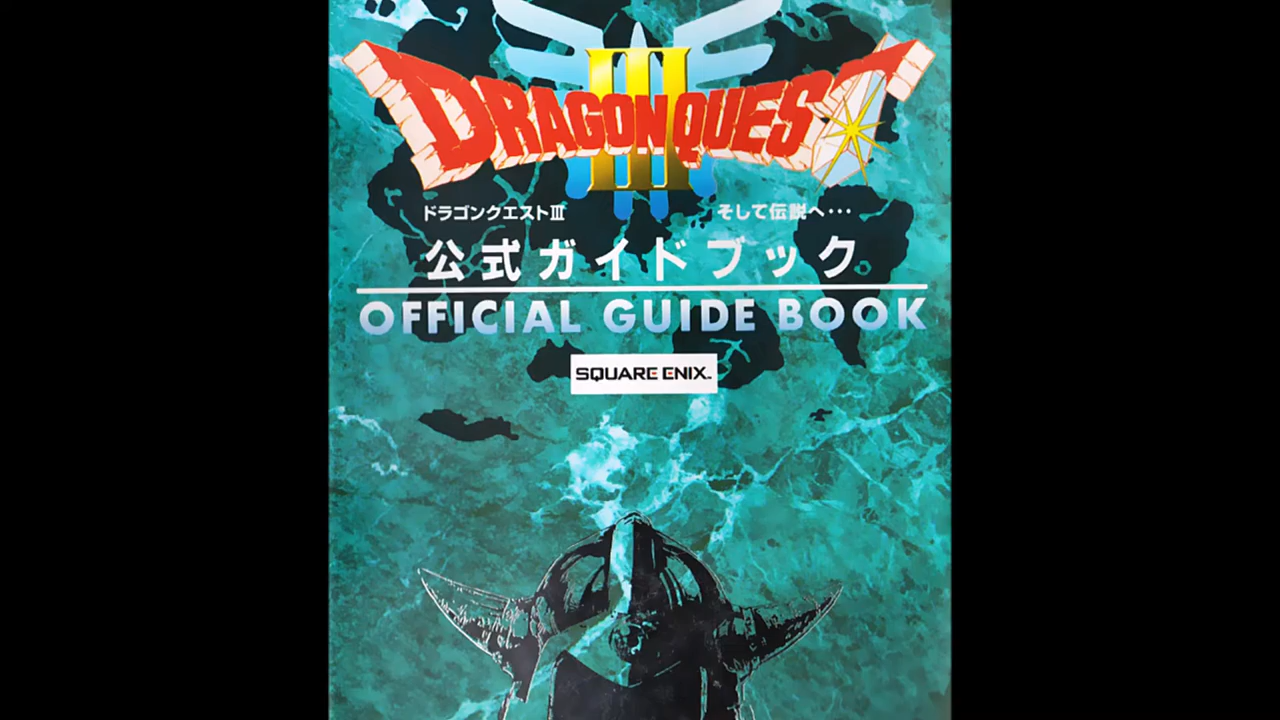 III
DRAGON QUEST
ドラゴンクエストⅢ そして伝説へ・・・
公式ガイドブック
OFFICIAL GUIDE BOOK
SQUARE ENIX™